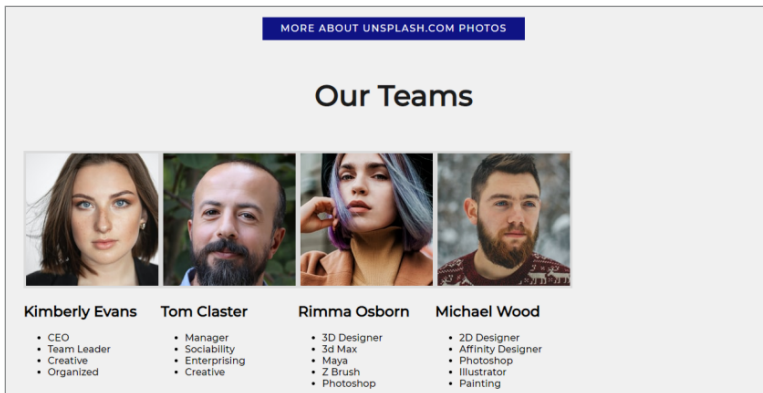 MORE ABOUT UNSPLASH.COM PHOTOS
Our Teams
Kimberly Evans
CEO
Team Leader
Creative
Organized
Tom Claster
Manager
Sociability
Enterprising
Creative
Rimma Osborn
3D Designer
3d Max
Maya
Z Brush
Photoshop
Michael Wood
2D Designer
Affinity Designer
Photoshop
Illustrator
Painting